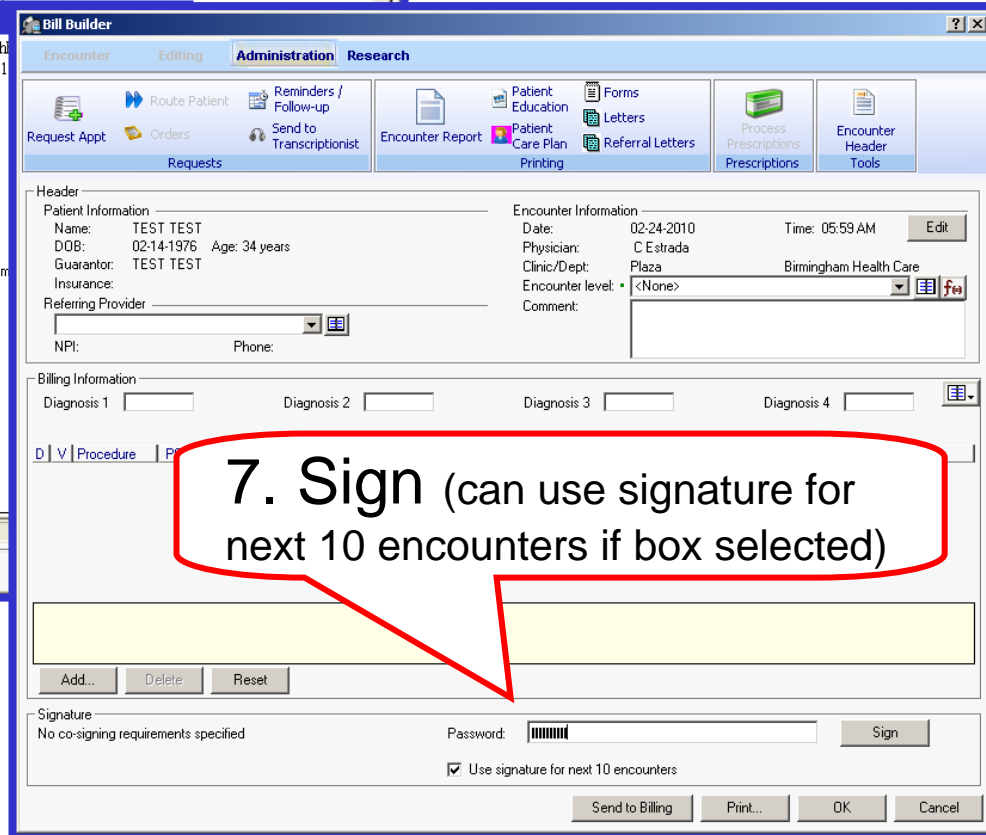 Bill Builder
Encounter Editing Administration Research
Request Appt
Route Patient
Orders
Reminders / Follow-up
Send to Transcriptionist
Requests
Encounter Report
Patient Education
Patient Care Plan
Forms
Letters
Referral Letters
Printing
Process Prescriptions
Prescriptions
Encounter Header
Tools
Header
Patient Information
Name: TEST TEST
DOB: 02-14-1976 Age: 34 years
Guarantor: TEST TEST
Insurance:
Referring Provider
NPI: Phone:
Encounter Information
Date: 02-24-2010 Time: 05:59 AM Edit
Physician: C Estrada
Clinic/Dept: Plaza Birmingham Health Care
Encounter level: <None>
Comment:
Billing Information
Diagnosis 1 Diagnosis 2 Diagnosis 3 Diagnosis 4
D V Procedure
7. Sign (can use signature for
next 10 encounters if box selected)
Add... Delete Reset
Signature
No co-signing requirements specified Password: Sign
Use signature for next 10 encounters
Send to Billing Print... OK Cancel